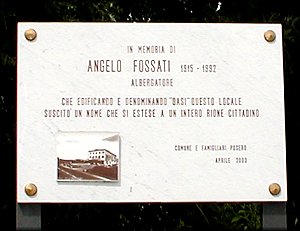 IN MEMORIA DI
ANGELO FOSSATI 1915 - 1992
ALBERGATORE
CHE EDIFICANDO E DENOMINANDO "OASI" QUESTO LOCALE
SUSCITO' UN NOME CHE SI ESTESE A UN INTERO RIONE CITTADINO
COMUNE E FAMIGLIARI POSERO
APRILE 2003